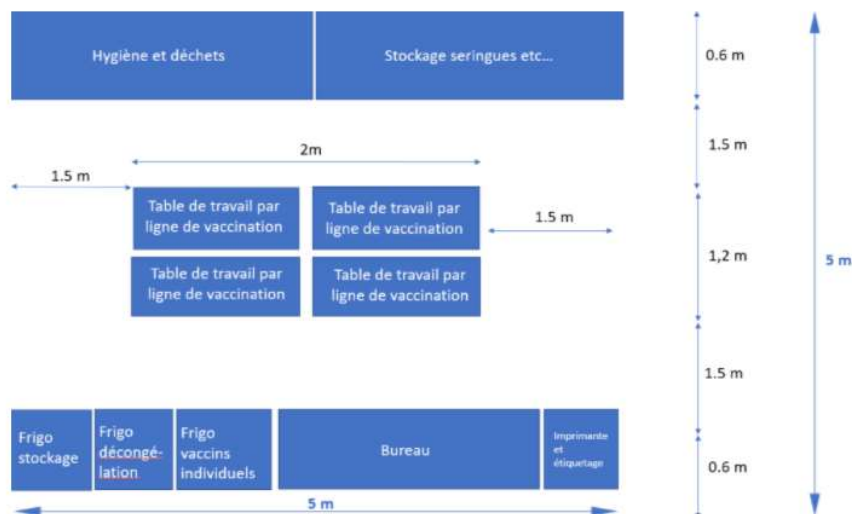 Hygiène et déchets
Stockage seringues etc...
0.6 m
1.5 m
2m
1.5 m
Table de travail par
ligne de vaccination
Table de travail par
ligne de vaccination
1.5 m
Table de travail par
ligne de vaccination
Table de travail par
ligne de vaccination
1,2 m
5 m
1.5 m
Frigo
stockage
Frigo
décongé-
lation
Frigo
vaccins
individuels
Bureau
Imprimante
et
étiquetage
0.6 m
5 m